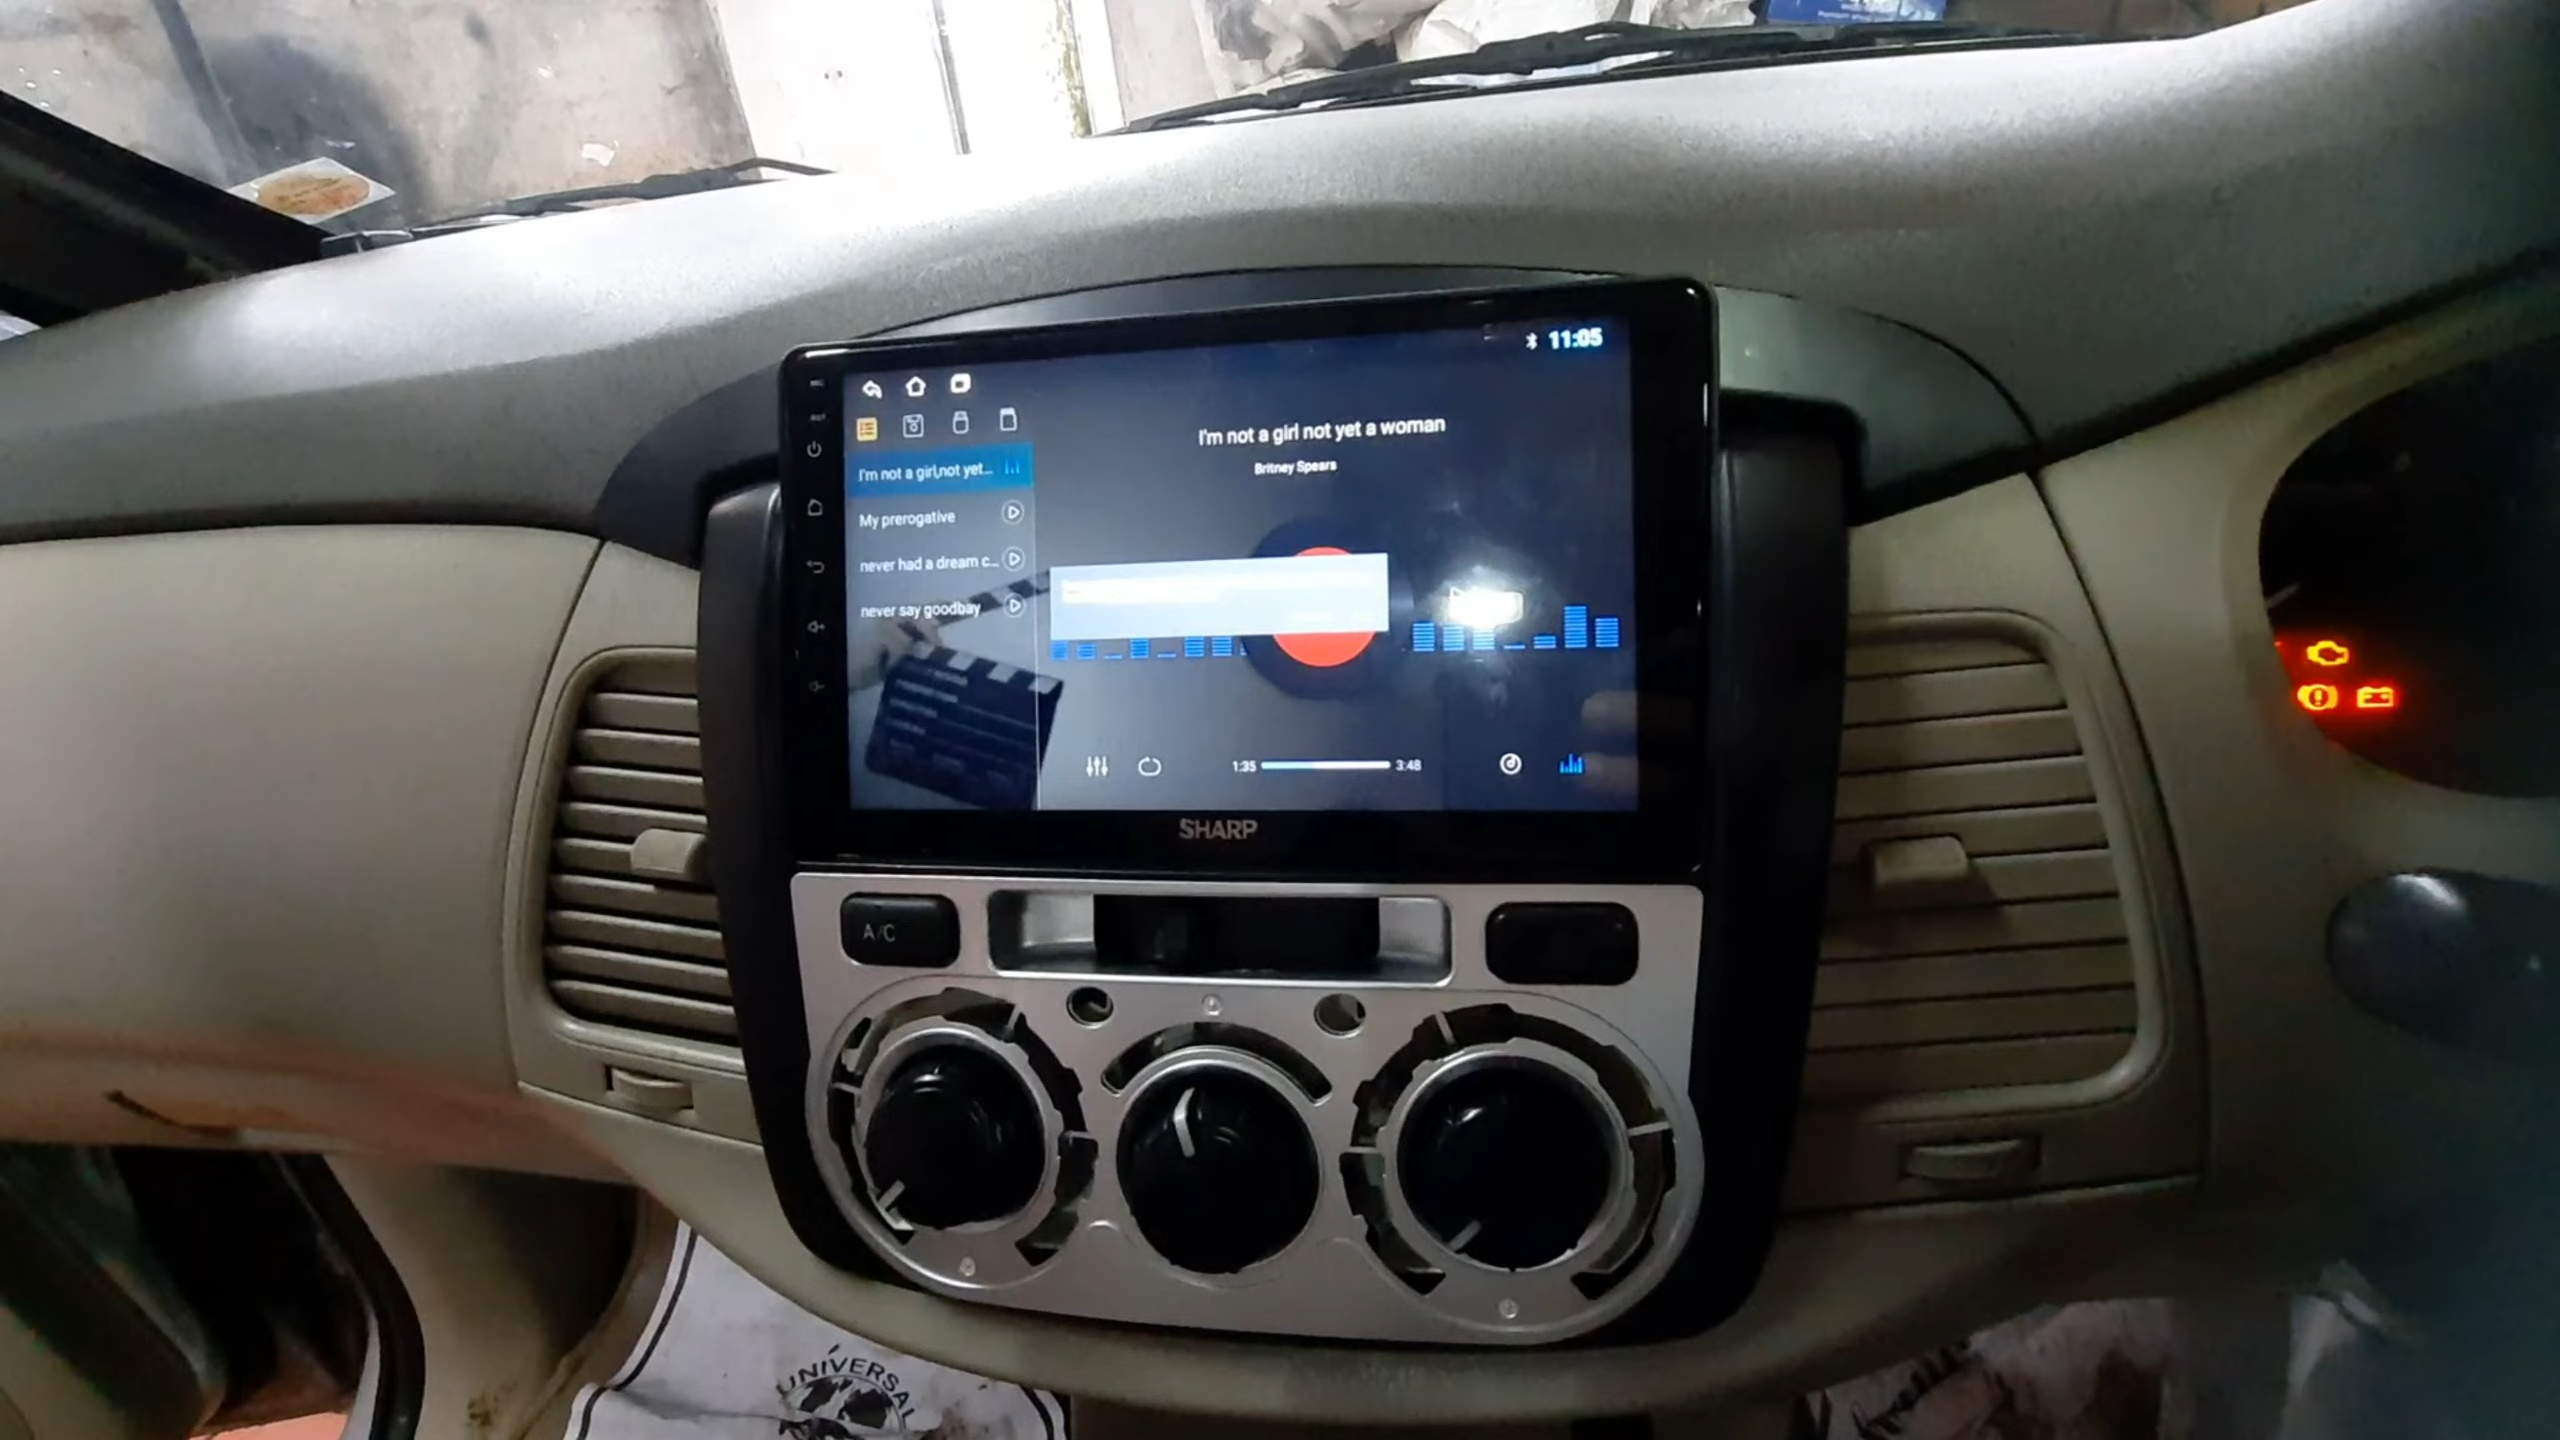 11:05
I'm not a girl not yet a woman
Britney Spears
I'm not a girl,not yet...
My prerogative
never had a dream c...
never say goodbay
1:35
3:48
SHARP
A/C
UNIVERSAL